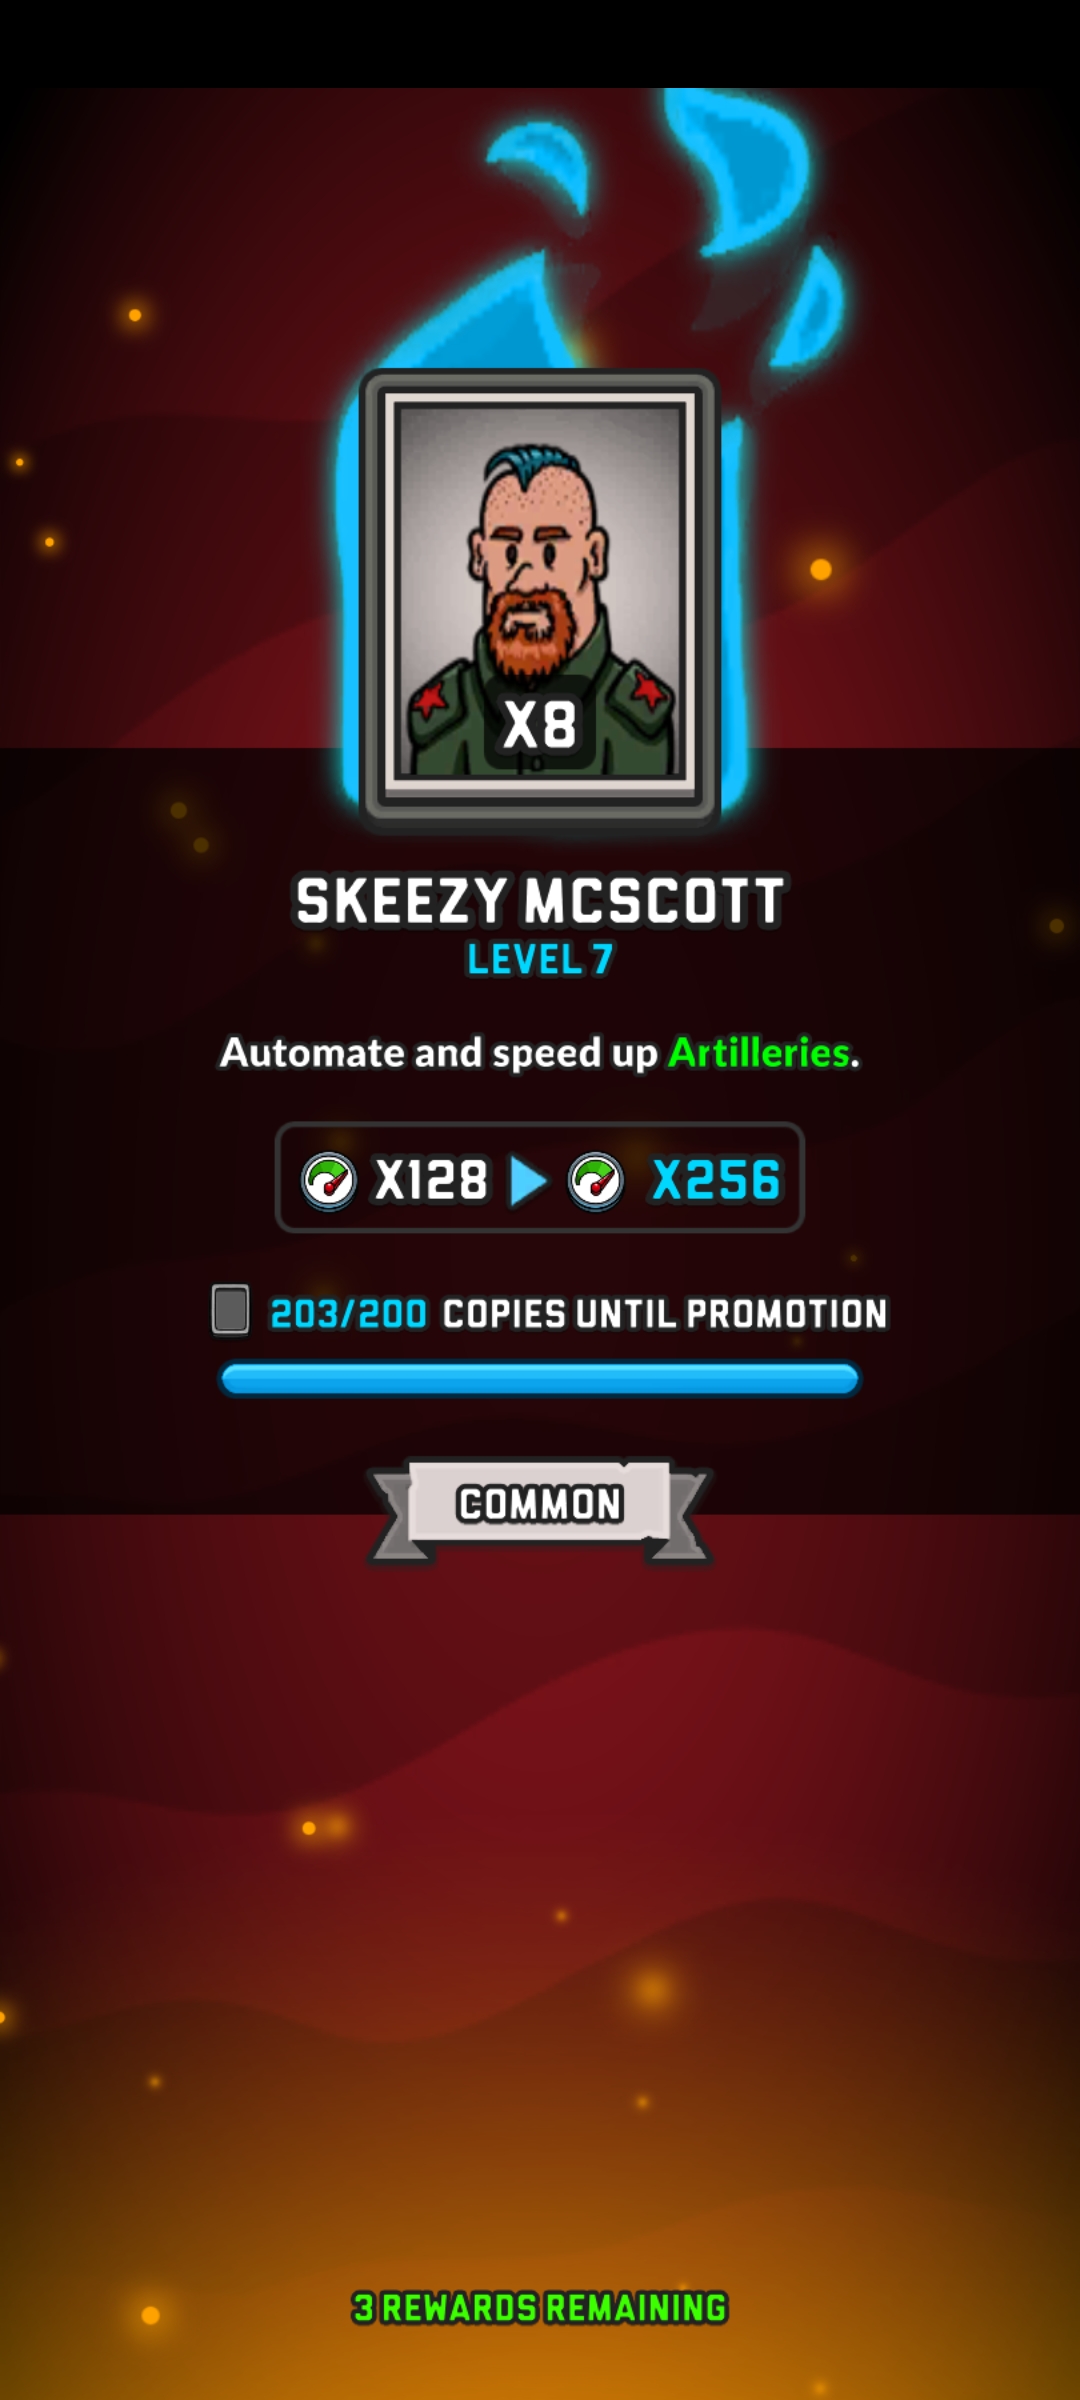 X8
SKEEZY MCSCOTT
LEVEL 7
Automate and speed up Artilleries.
X128 X256
203/200 COPIES UNTIL PROMOTION
COMMON
3 REWARDS REMAINING